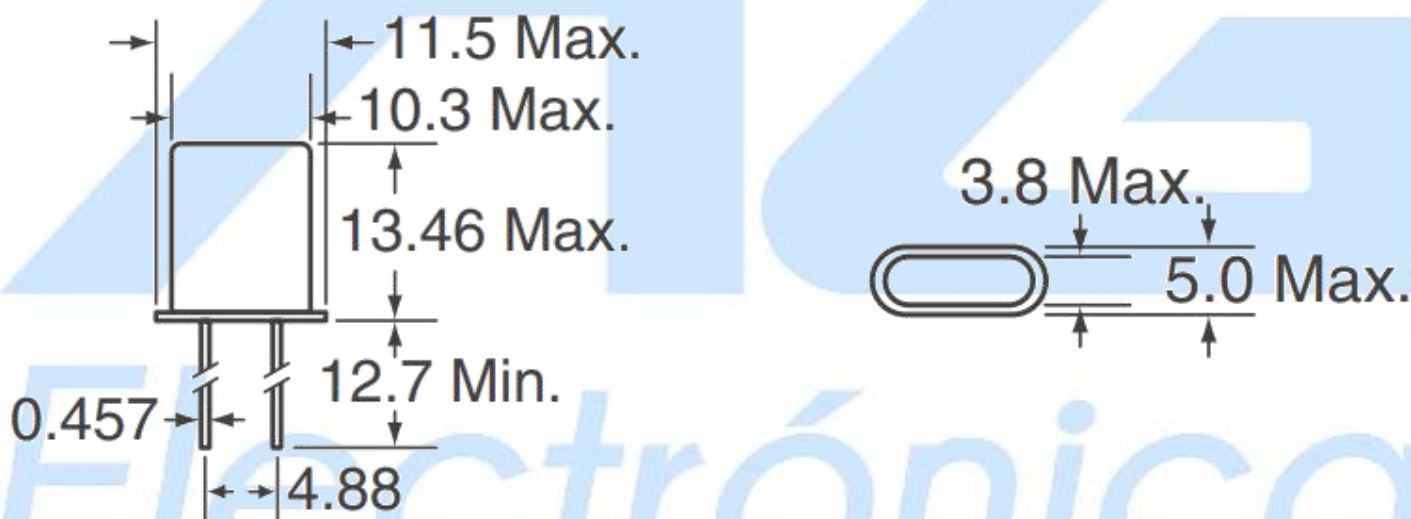 11.5 Max.
10.3 Max.
13.46 Max.
12.7 Min.
0.457
4.88
3.8 Max.
5.0 Max.
Electrónica